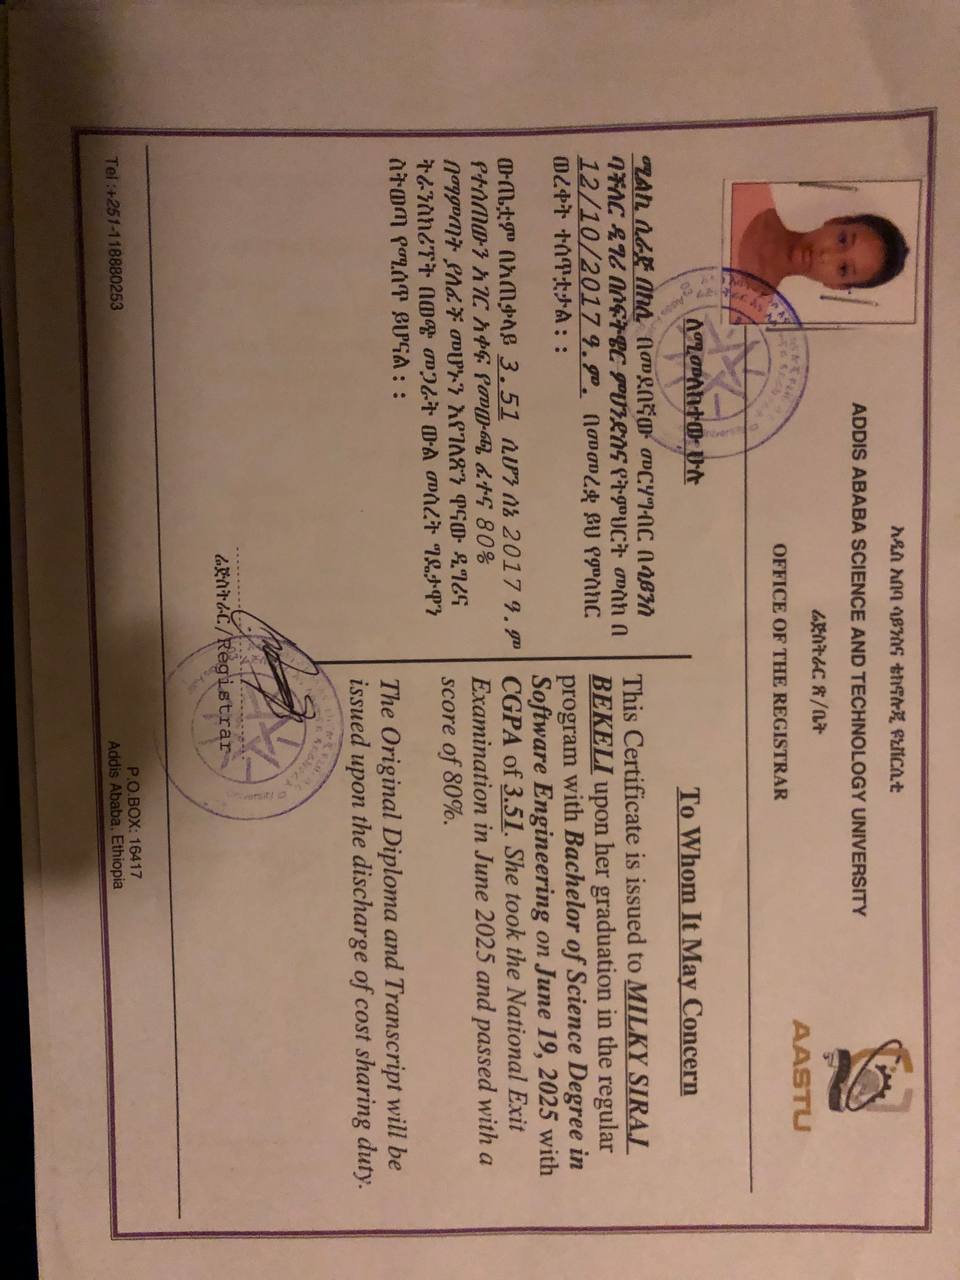 አዲስ አበባ ሳይንስና ቴክኖሎጂ ዩኒቨርሲቲ
ADDIS ABABA SCIENCE AND TECHNOLOGY UNIVERSITY
ሬጅስትራር ጽ/ቤት
OFFICE OF THE REGISTRAR
AASTU
ለሚመለከተው ሁሉ
ሚልኪ ሲራጅ በከሊ በመደበኛው መርሃግብር በሳይንስ
ባችለር ዲግሪ በሶፍትዌር ምህንድስና የትምህርት መስክ በ
12/10/2017 ዓ.ም. በመመረቋ ይህ የምስክር
ወረቀት ተሰጥቷታል፡፡
ውጤቷም በአጠቃላይ 3.51 ሲሆን ሰኔ 2017 ዓ.ም
የተሰጠውን አገር አቀፍ የመውጫ ፈተና 80%
በማምጣት ያለፈች መሆኑን እየገለጽን ዋናው ዲግሪና
ትራንስክሪፕት በወጭ መጋራት ውል መሰረት ግዴታዋን
ስትወጣ የሚሰጥ ይሆናል፡፡
To Whom It May Concern
This Certificate is issued to MILKY SIRAJ
BEKELI upon her graduation in the regular
program with Bachelor of Science Degree in
Software Engineering on June 19, 2025 with
CGPA of 3.51. She took the National Exit
Examination in June 2025 and passed with a
score of 80%.
The Original Diploma and Transcript will be
issued upon the discharge of cost sharing duty.
ሬጅስትራር/Registrar
Tel :+251-118880253
P.O.BOX: 16417
Addis Ababa, Ethiopia